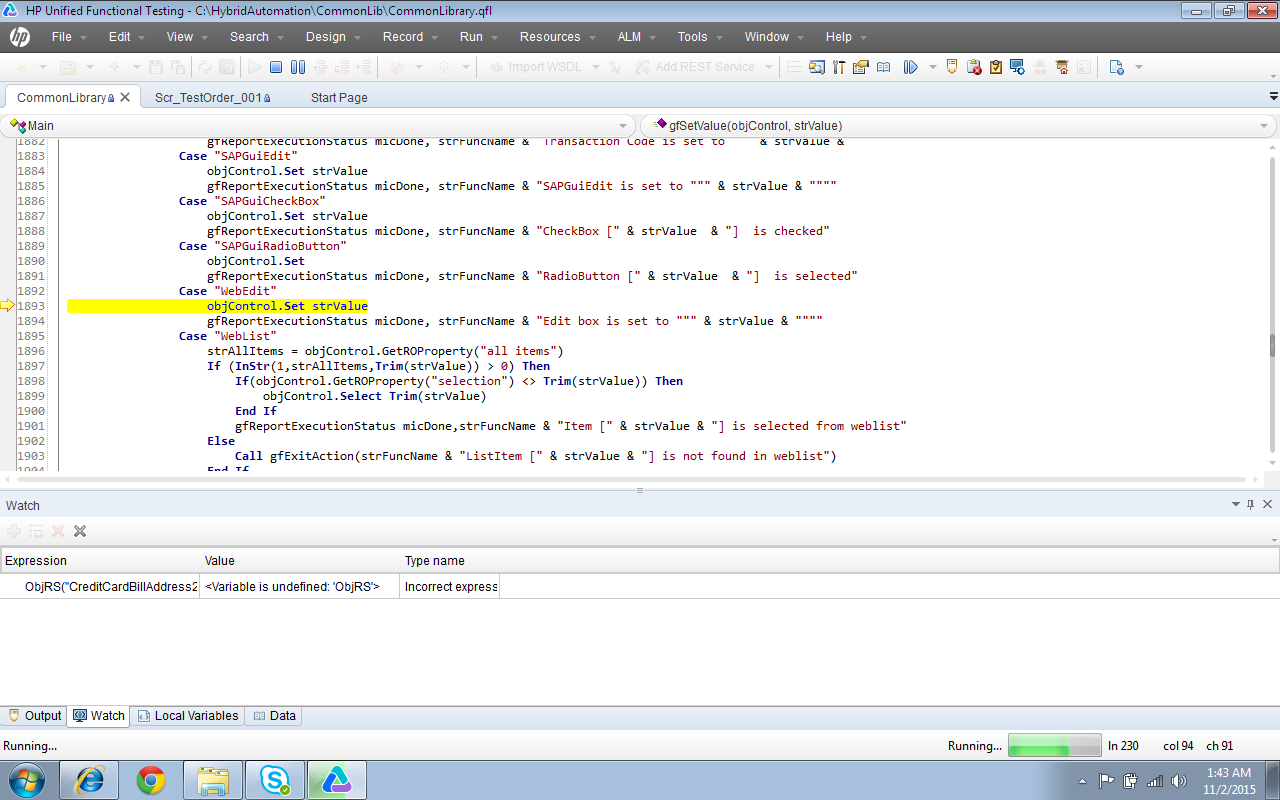 HP Unified Functional Testing - C:\HybridAutomation\CommonLib\CommonLibrary.qfl
hp File Edit View Search Design Record Run Resources ALM Tools Window Help
Import WSDL Add REST Service
CommonLibrary Scr_TestOrder_001 Start Page
Main gfSetValue(objControl, strValue)
1882 gfReportExecutionStatus micDone, strFuncName & "Transaction Code is set to """ & strValue &
1883 Case "SAPGuiEdit"
1884 objControl.Set strValue
1885 gfReportExecutionStatus micDone, strFuncName & "SAPGuiEdit is set to """ & strValue & """"
1886 Case "SAPGuiCheckBox"
1887 objControl.Set strValue
1888 gfReportExecutionStatus micDone, strFuncName & "CheckBox [" & strValue  & "]  is checked"
1889 Case "SAPGuiRadioButton"
1890 objControl.Set
1891 gfReportExecutionStatus micDone, strFuncName & "RadioButton [" & strValue  & "]  is selected"
1892 Case "WebEdit"
1893 objControl.Set strValue
1894 gfReportExecutionStatus micDone, strFuncName & "Edit box is set to """ & strValue & """"
1895 Case "WebList"
1896 strAllItems = objControl.GetROProperty("all items")
1897 If (InStr(1,strAllItems,Trim(strValue)) > 0) Then
1898 If(objControl.GetROProperty("selection") <> Trim(strValue)) Then
1899 objControl.Select Trim(strValue)
1900 End If
1901 gfReportExecutionStatus micDone,strFuncName & "Item [" & strValue & "] is selected from weblist"
1902 Else
1903 Call gfExitAction(strFuncName & "ListItem [" & strValue & "] is not found in weblist")
1904 End If
Watch
Expression Value Type name
ObjRS("CreditCardBillAddress2 <Variable is undefined: 'ObjRS'> Incorrect express
Output Watch Local Variables Data
Running... Running... ln 230 col 94 ch 91
1:43 AM
11/2/2015